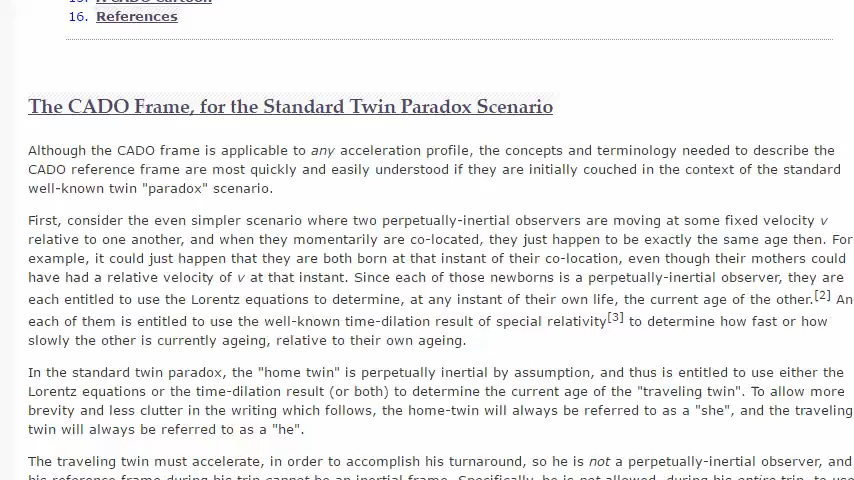 15. A CADO Cartoon
16. References
The CADO Frame, for the Standard Twin Paradox Scenario
Although the CADO frame is applicable to any acceleration profile, the concepts and terminology needed to describe the
CADO reference frame are most quickly and easily understood if they are initially couched in the context of the standard
well-known twin "paradox" scenario.
First, consider the even simpler scenario where two perpetually-inertial observers are moving at some fixed velocity v
relative to one another, and when they momentarily are co-located, they just happen to be exactly the same age then. For
example, it could just happen that they are both born at that instant of their co-location, even though their mothers could
have had a relative velocity of v at that instant. Since each of those newborns is a perpetually-inertial observer, they are
each entitled to use the Lorentz equations to determine, at any instant of their own life, the current age of the other.[2] An
each of them is entitled to use the well-known time-dilation result of special relativity[3] to determine how fast or how
slowly the other is currently ageing, relative to their own ageing.
In the standard twin paradox, the "home twin" is perpetually inertial by assumption, and thus is entitled to use either the
Lorentz equations or the time-dilation result (or both) to determine the current age of the "traveling twin". To allow more
brevity and less clutter in the writing which follows, the home-twin will always be referred to as a "she", and the traveling
twin will always be referred to as a "he".
The traveling twin must accelerate, in order to accomplish his turnaround, so he is not a perpetually-inertial observer, and
his reference frame during his trip cannot be an inertial frame. Specifically, he is not allowed, during his entire trip, to use